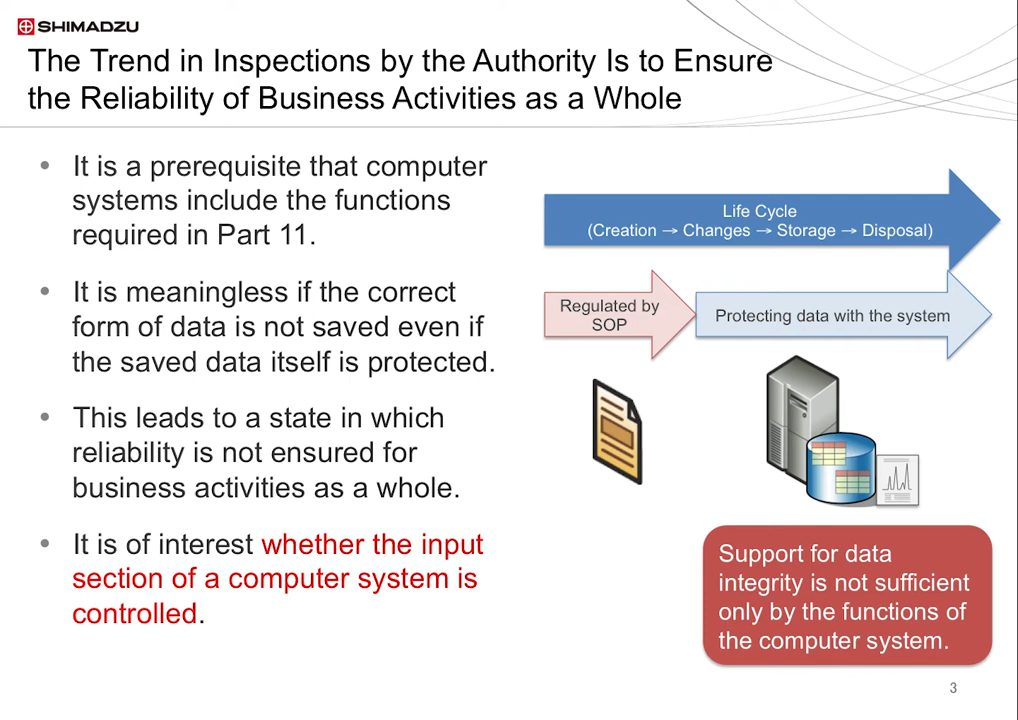 SHIMADZU
The Trend in Inspections by the Authority Is to Ensure
the Reliability of Business Activities as a Whole
• It is a prerequisite that computer
systems include the functions
required in Part 11.
• It is meaningless if the correct
form of data is not saved even if
the saved data itself is protected.
• This leads to a state in which
reliability is not ensured for
business activities as a whole.
• It is of interest whether the input
section of a computer system is
controlled.
Life Cycle
(Creation → Changes → Storage → Disposal)
Regulated by
SOP
Protecting data with the system
Support for data
integrity is not sufficient
only by the functions of
the computer system.
3